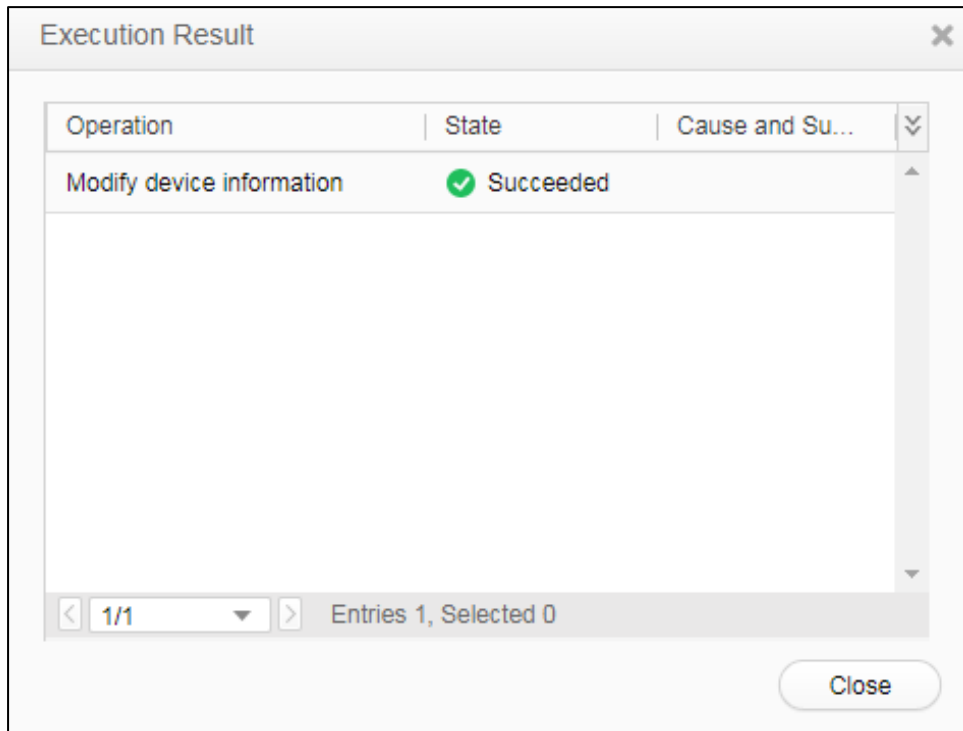 Execution Result
Operation State Cause and Su...
Modify device information Succeeded
1/1 Entries 1, Selected 0
Close